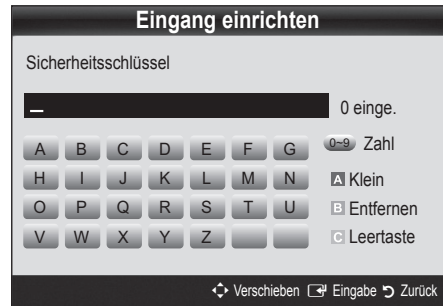 Eingang einrichten
Sicherheitsschlüssel
_ 0 einge.
A B C D E F G 0~9 Zahl
H I J K L M N A Klein
O P Q R S T U B Entfernen
V W X Y Z C Leertaste
Verschieben Eingabe Zurück